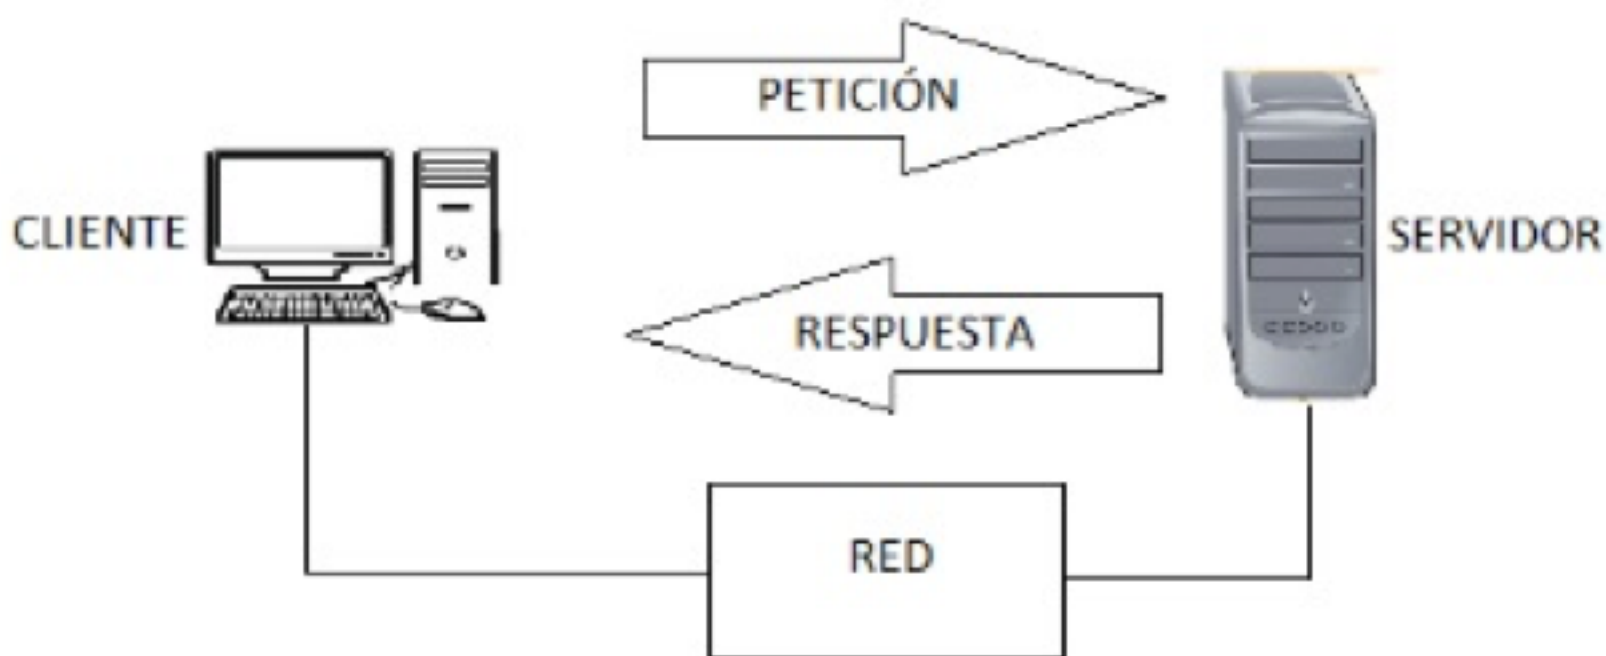 PETICIÓN
CLIENTE
SERVIDOR
RESPUESTA
RED